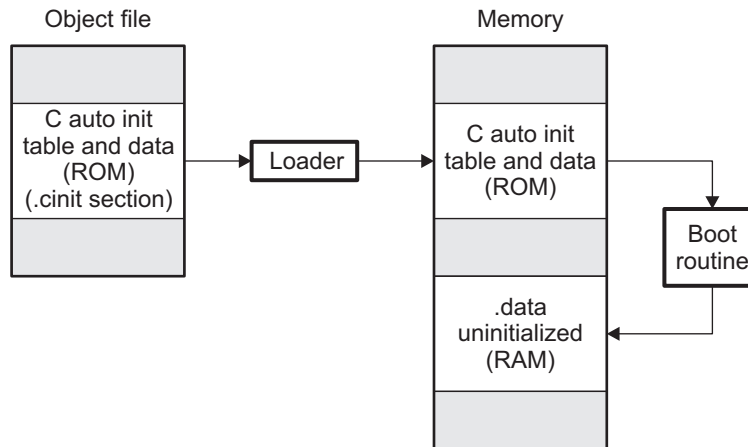 Object file
Memory
C auto init
table and data
(ROM)
(.cinit section)
Loader
C auto init
table and data
(ROM)
Boot
routine
.data
uninitialized
(RAM)